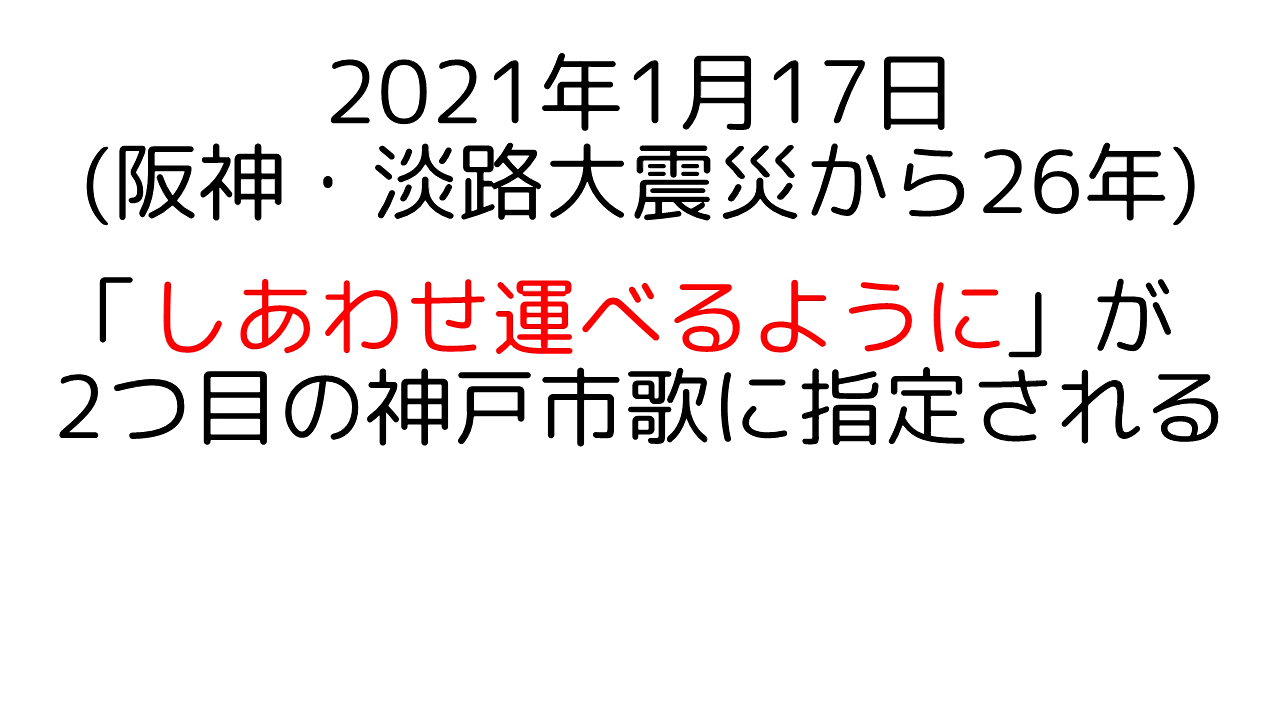 2021年1月17日
(阪神・淡路大震災から26年)
「しあわせ運べるように」が
2つ目の神戸市歌に指定される